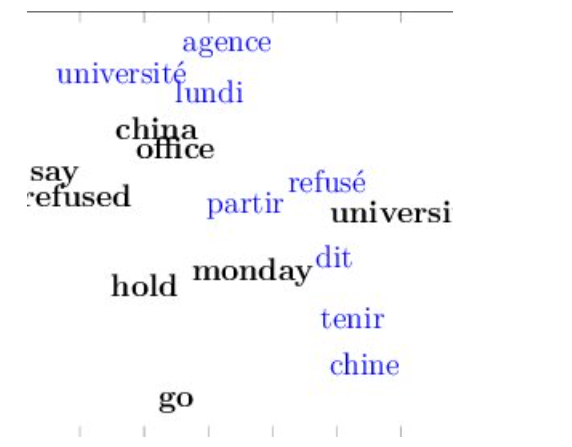 agence
université
lundi
china
office
say
refused
refusé
partir
universi
dit
monday
hold
tenir
chine
go